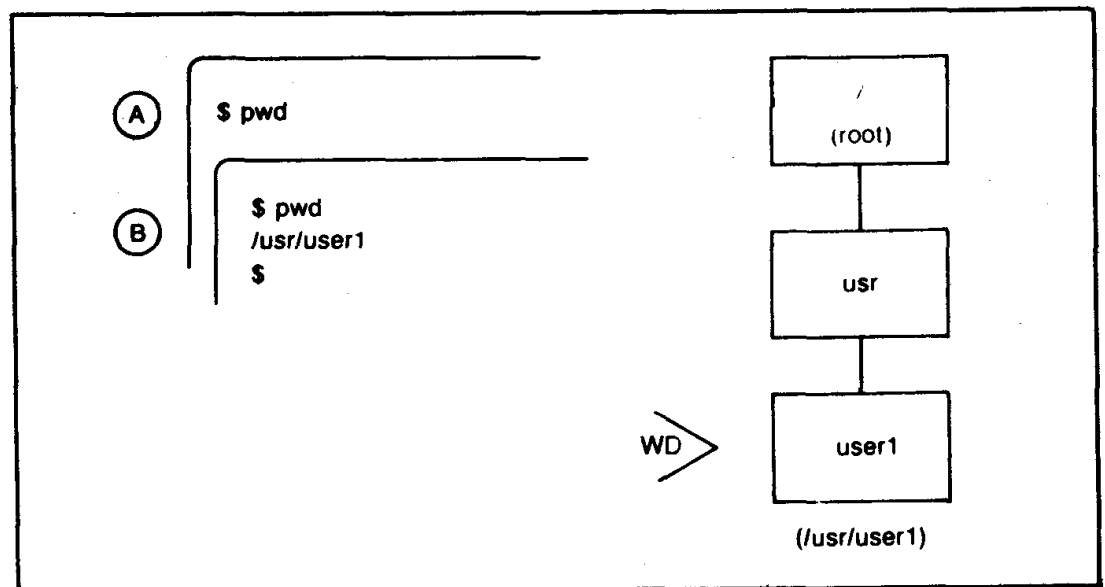 A
$ pwd
B
$ pwd
/usr/user1
$
/
(root)
usr
WD
user1
(/usr/user1)